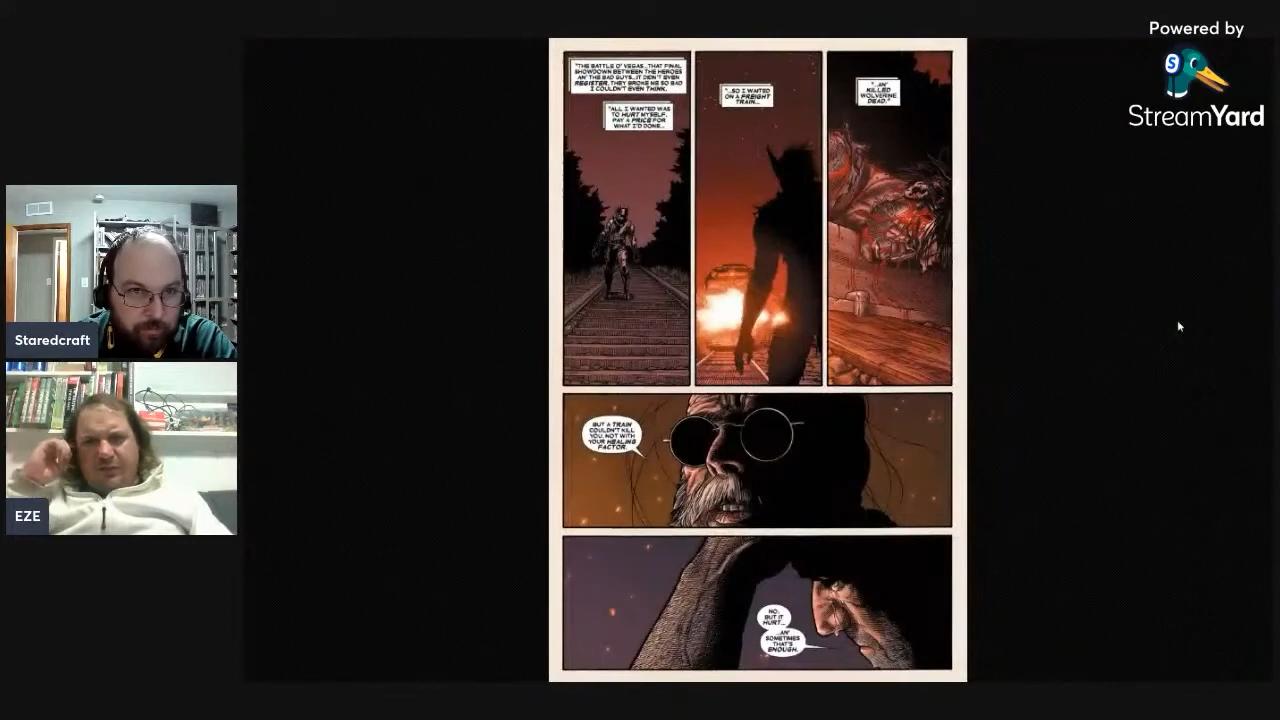 Powered by
S
StreamYard
"THE BATTLE O' VEGAS...THAT FINAL
SHOWDOWN BETWEEN THE HEROES
AN' THE BAD GUYS...IT DIDN'T EVEN
REGISTER. THEY BROKE ME SO BAD
I COULDN'T EVEN THINK.
"ALL I WANTED WAS
TO HURT MYSELF.
PAY A PRICE FOR
WHAT I'D DONE...
"...SO I WAITED
ON A FREIGHT
TRAIN...
"...AN'
KILLED
WOLVERINE
DEAD."
BUT A TRAIN
COULDN'T KILL
YOU, NOT WITH
YOUR HEALING
FACTOR.
NO,
BUT IT
HURT...
...AN'
SOMETIMES
THAT'S
ENOUGH.
Staredcraft
EZE